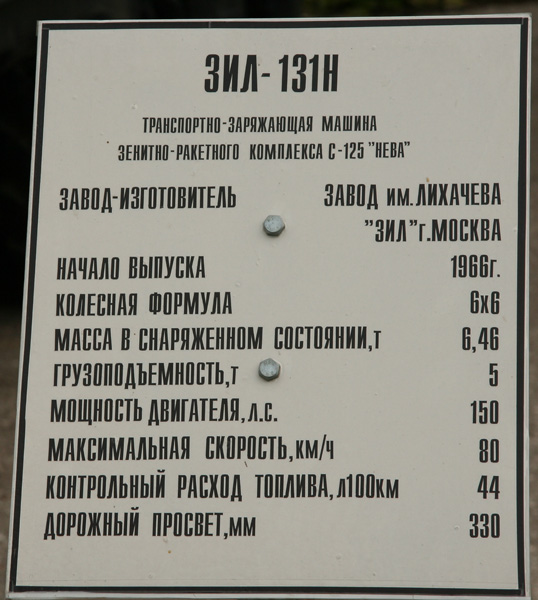 ЗИЛ-131Н
ТРАНСПОРТНО-ЗАРЯЖАЮЩАЯ МАШИНА
ЗЕНИТНО-РАКЕТНОГО КОМПЛЕКСА С-125 "НЕВА"
ЗАВОД-ИЗГОТОВИТЕЛЬ ЗАВОД им.ЛИХАЧЕВА
"ЗИЛ" г.МОСКВА
НАЧАЛО ВЫПУСКА 1966г.
КОЛЕСНАЯ ФОРМУЛА 6х6
МАССА В СНАРЯЖЕННОМ СОСТОЯНИИ,т 6,46
ГРУЗОПОДЪЕМНОСТЬ,т 5
МОЩНОСТЬ ДВИГАТЕЛЯ,л.с. 150
МАКСИМАЛЬНАЯ СКОРОСТЬ,км/ч 80
КОНТРОЛЬНЫЙ РАСХОД ТОПЛИВА,л100км 44
ДОРОЖНЫЙ ПРОСВЕТ,мм 330